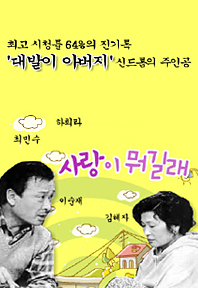 최고 시청률 64%의 진기록
'대발이 아버지' 신드롬의 주인공
하희라
최민수
사랑이 뭐길래
이순재
김혜자